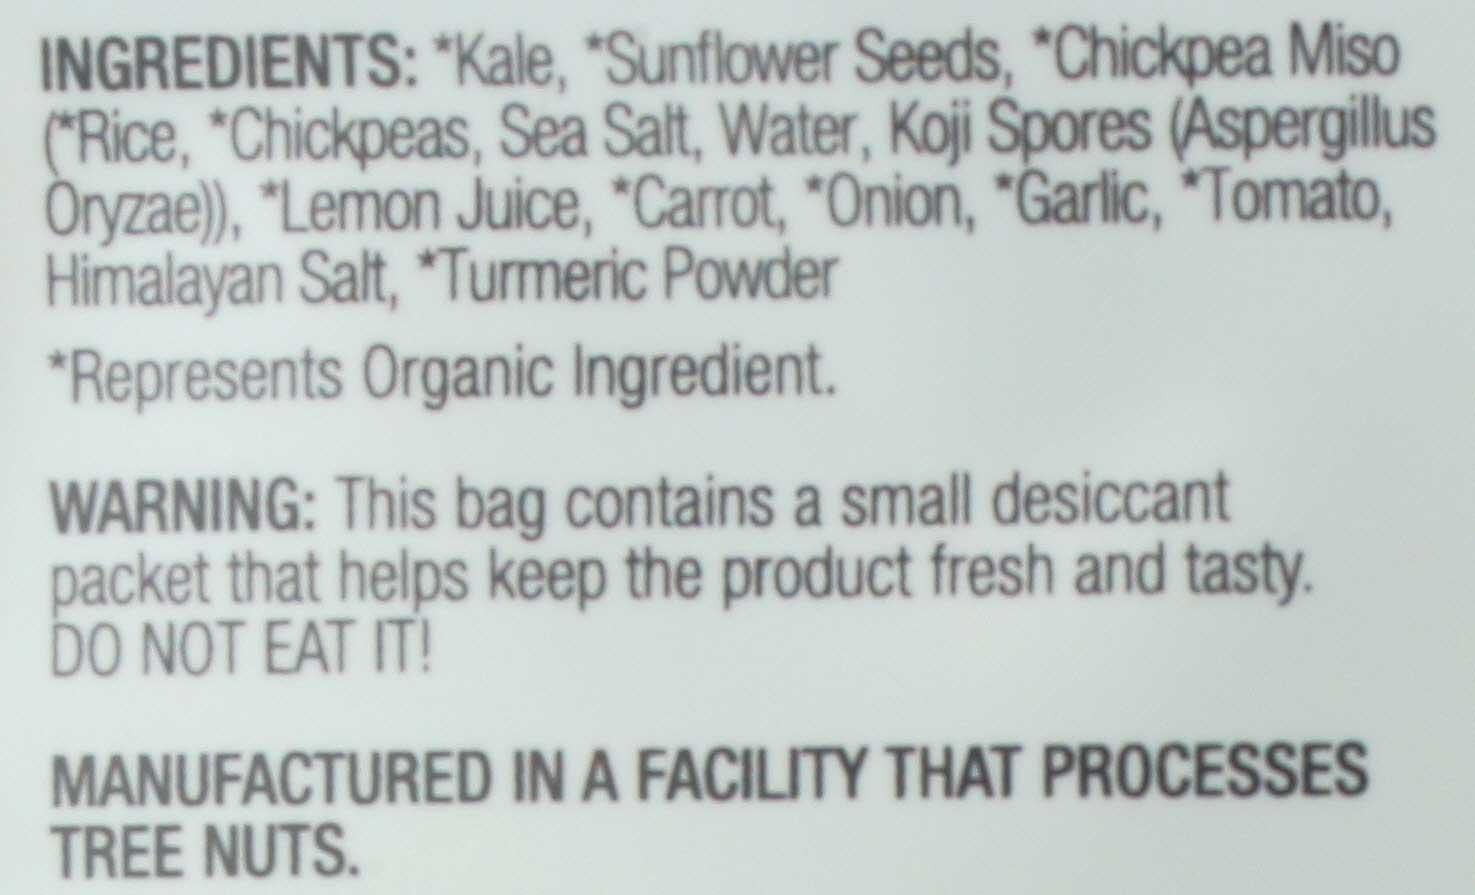 INGREDIENTS: *Kale, *Sunflower Seeds, *Chickpea Miso
(*Rice, *Chickpeas, Sea Salt, Water, Koji Spores (Aspergillus
Oryzae)), *Lemon Juice, *Carrot, *Onion, *Garlic, *Tomato,
Himalayan Salt, *Turmeric Powder
*Represents Organic Ingredient.
WARNING: This bag contains a small desiccant
packet that helps keep the product fresh and tasty.
DO NOT EAT IT!
MANUFACTURED IN A FACILITY THAT PROCESSES
TREE NUTS.